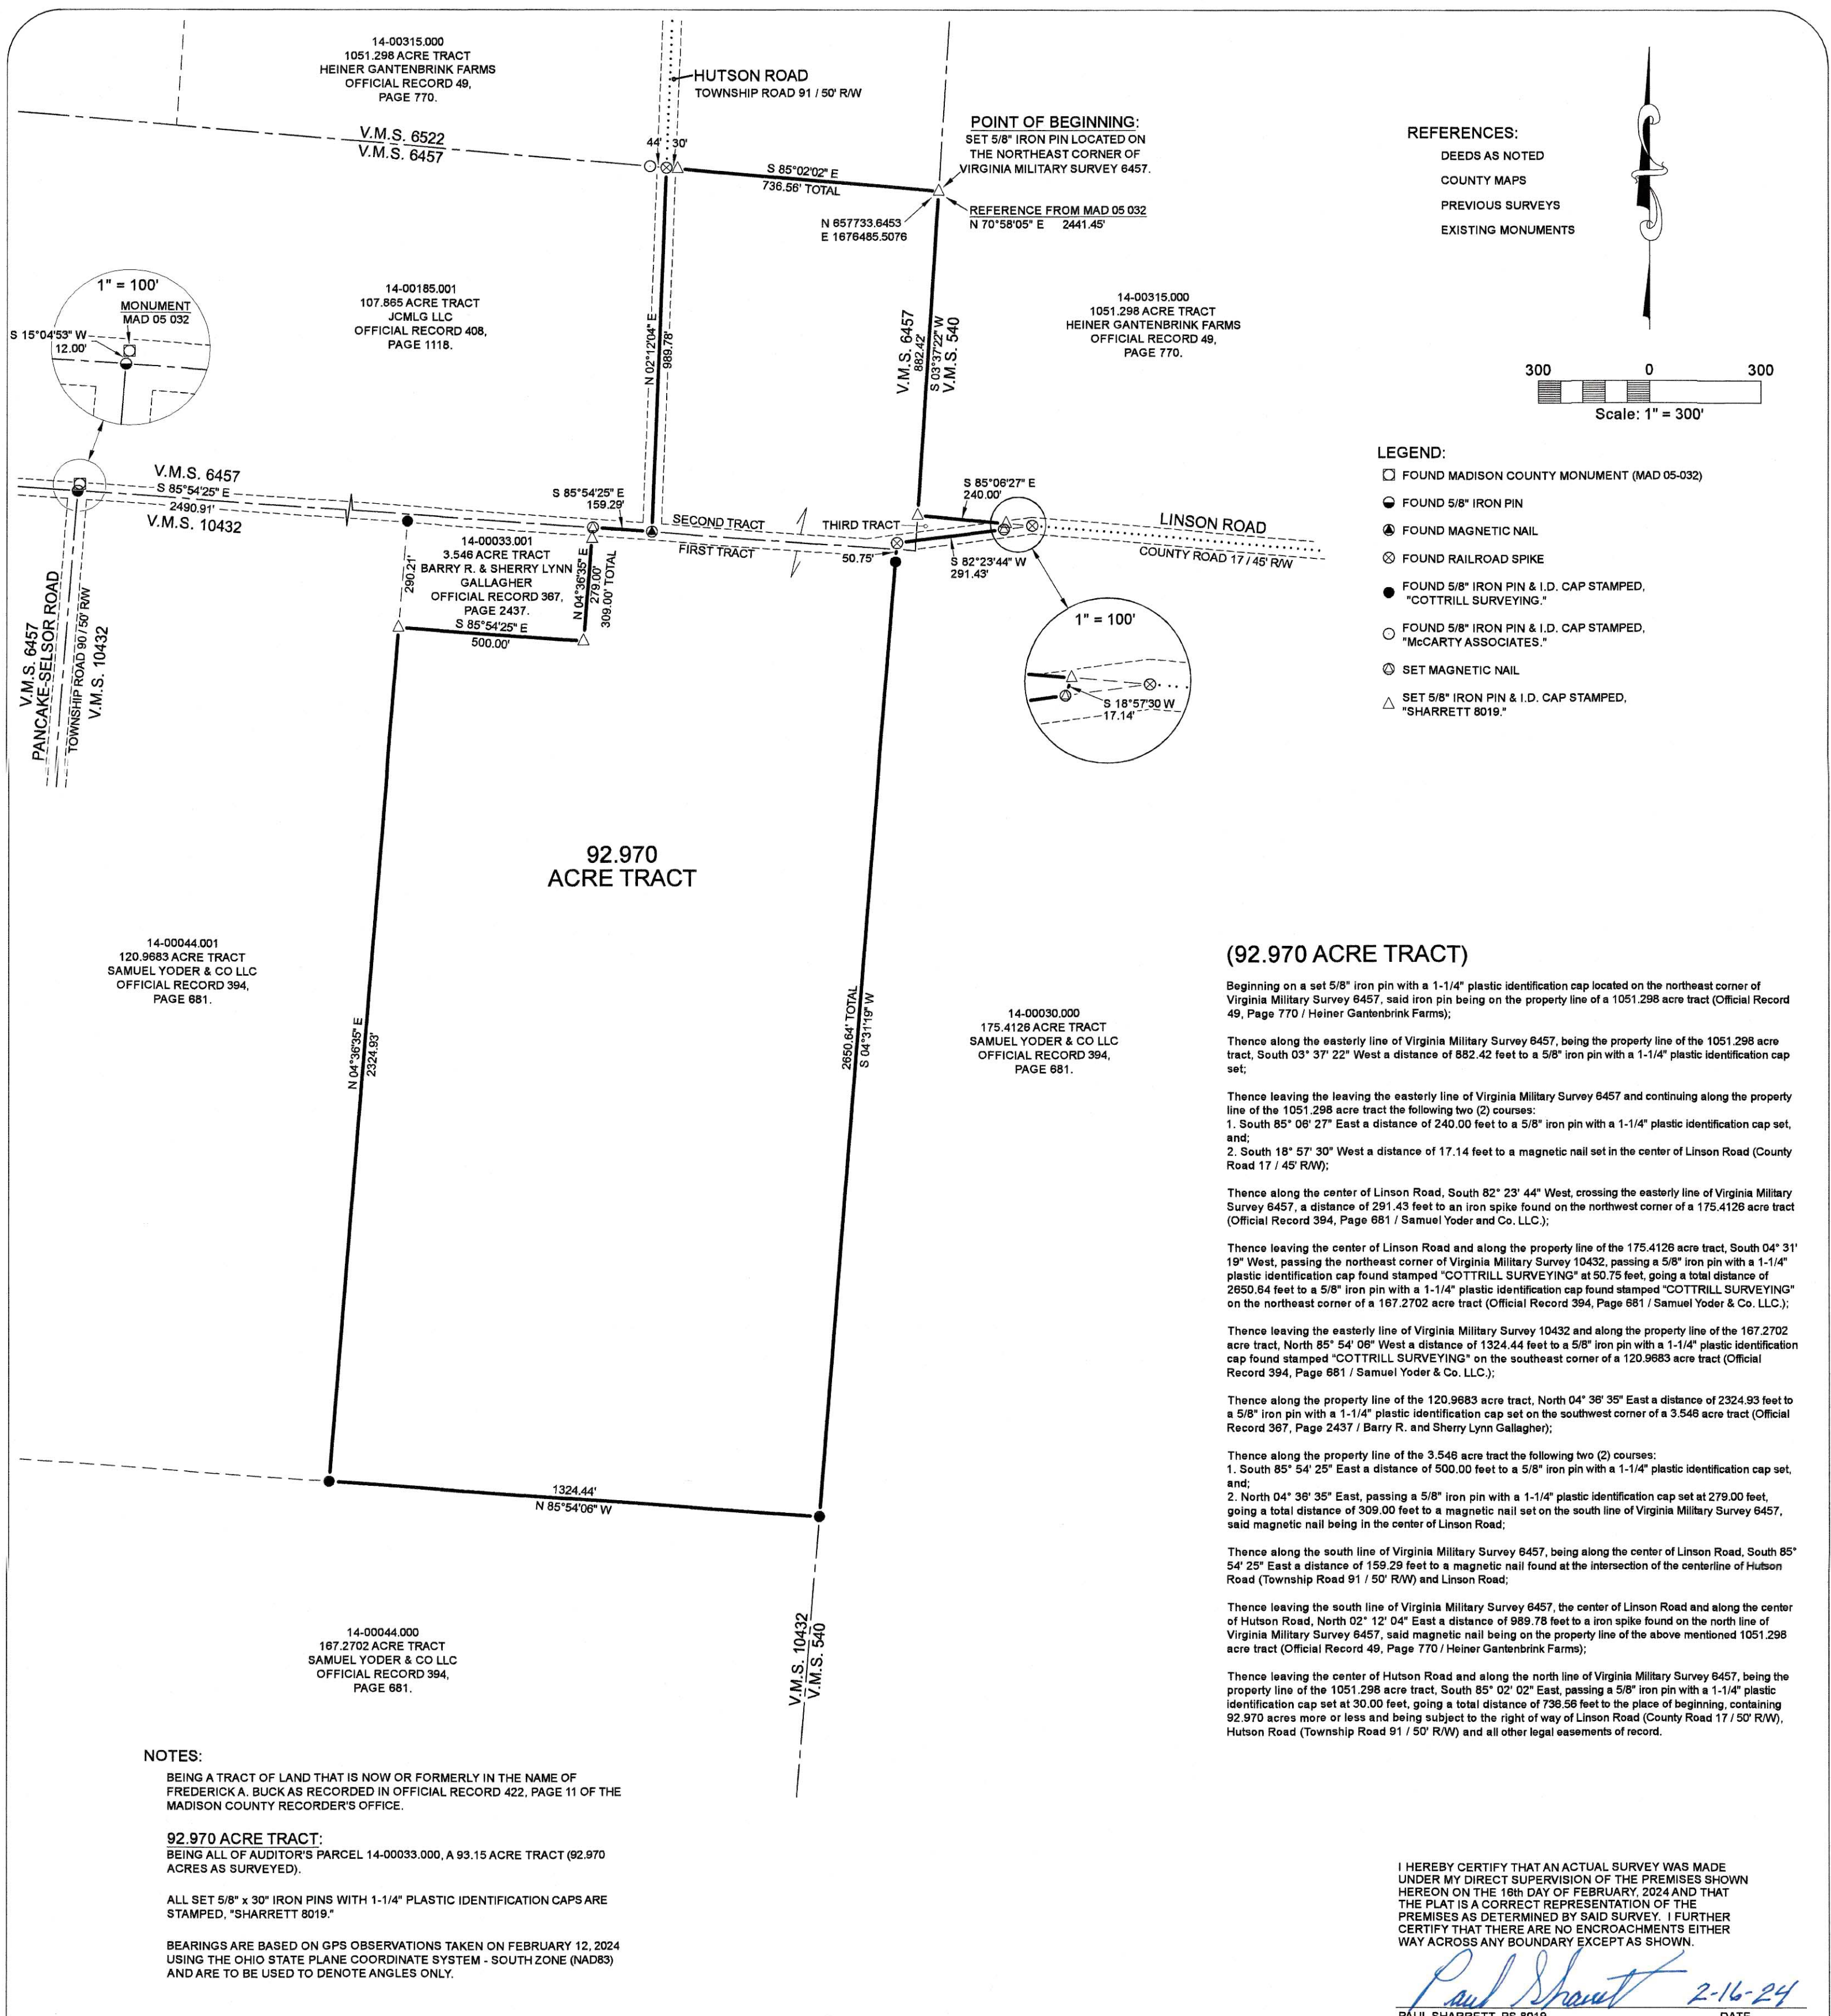 14-00315.000
1051.298 ACRE TRACT
HEINER GANTENBRINK FARMS
OFFICIAL RECORD 49,
PAGE 770.
HUTSON ROAD
TOWNSHIP ROAD 91 / 50' R/W
V.M.S. 6522
V.M.S. 6457
44'
30'
S 85°02'02" E
736.56' TOTAL
POINT OF BEGINNING:
SET 5/8" IRON PIN LOCATED ON
THE NORTHEAST CORNER OF
VIRGINIA MILITARY SURVEY 6457.
N 657733.6453
E 1676485.5076
REFERENCE FROM MAD 05 032
N 70°58'05" E 2441.45'
REFERENCES:
DEEDS AS NOTED
COUNTY MAPS
PREVIOUS SURVEYS
EXISTING MONUMENTS
300 0 300
Scale: 1" = 300'
1" = 100'
MONUMENT
MAD 05 032
S 15°04'53" W
12.00'
14-00185.001
107.865 ACRE TRACT
JCMLG LLC
OFFICIAL RECORD 408,
PAGE 1118.
N 02°12'04" E
989.78'
V.M.S. 6457
882.42'
S 03°37'22" W
V.M.S. 540
14-00315.000
1051.298 ACRE TRACT
HEINER GANTENBRINK FARMS
OFFICIAL RECORD 49,
PAGE 770.
LEGEND:
FOUND MADISON COUNTY MONUMENT (MAD 05-032)
FOUND 5/8" IRON PIN
FOUND MAGNETIC NAIL
FOUND RAILROAD SPIKE
FOUND 5/8" IRON PIN & I.D. CAP STAMPED,
"COTTRILL SURVEYING."
FOUND 5/8" IRON PIN & I.D. CAP STAMPED,
"McCARTY ASSOCIATES."
SET MAGNETIC NAIL
SET 5/8" IRON PIN & I.D. CAP STAMPED,
"SHARRETT 8019."
V.M.S. 6457
S 85°54'25" E
2490.91'
V.M.S. 10432
S 85°54'25" E
159.29'
SECOND TRACT
FIRST TRACT
THIRD TRACT
S 85°06'27" E
240.00'
LINSON ROAD
COUNTY ROAD 17 / 45' R/W
50.75'
S 82°23'44" W
291.43'
1" = 100'
S 18°57'30 W
17.14'
290.21'
14-00033.001
3.546 ACRE TRACT
BARRY R. & SHERRY LYNN
GALLAGHER
OFFICIAL RECORD 367,
PAGE 2437.
S 85°54'25" E
500.00'
N 04°36'35" E
279.00'
309.00' TOTAL
V.M.S. 6457
PANCAKE-SELSOR ROAD
TOWNSHIP ROAD 90 / 50' R/W
V.M.S. 10432
92.970
ACRE TRACT
14-00044.001
120.9683 ACRE TRACT
SAMUEL YODER & CO LLC
OFFICIAL RECORD 394,
PAGE 681.
N 04°36'35" E
2324.93'
2650.64' TOTAL
S 04°31'19" W
14-00030.000
175.4126 ACRE TRACT
SAMUEL YODER & CO LLC
OFFICIAL RECORD 394,
PAGE 681.
1324.44'
N 85°54'06" W
14-00044.000
167.2702 ACRE TRACT
SAMUEL YODER & CO LLC
OFFICIAL RECORD 394,
PAGE 681.
V.M.S. 10432
V.M.S. 540
(92.970 ACRE TRACT)
Beginning on a set 5/8" iron pin with a 1-1/4" plastic identification cap located on the northeast corner of
Virginia Military Survey 6457, said iron pin being on the property line of a 1051.298 acre tract (Official Record
49, Page 770 / Heiner Gantenbrink Farms);
Thence along the easterly line of Virginia Military Survey 6457, being the property line of the 1051.298 acre
tract, South 03° 37' 22" West a distance of 882.42 feet to a 5/8" iron pin with a 1-1/4" plastic identification cap
set;
Thence leaving the leaving the easterly line of Virginia Military Survey 6457 and continuing along the property
line of the 1051.298 acre tract the following two (2) courses:
1. South 85° 06' 27" East a distance of 240.00 feet to a 5/8" iron pin with a 1-1/4" plastic identification cap set,
and;
2. South 18° 57' 30" West a distance of 17.14 feet to a magnetic nail set in the center of Linson Road (County
Road 17 / 45' R/W);
Thence along the center of Linson Road, South 82° 23' 44" West, crossing the easterly line of Virginia Military
Survey 6457, a distance of 291.43 feet to an iron spike found on the northwest corner of a 175.4126 acre tract
(Official Record 394, Page 681 / Samuel Yoder and Co. LLC.);
Thence leaving the center of Linson Road and along the property line of the 175.4126 acre tract, South 04° 31'
19" West, passing the northeast corner of Virginia Military Survey 10432, passing a 5/8" iron pin with a 1-1/4"
plastic identification cap found stamped "COTTRILL SURVEYING" at 50.75 feet, going a total distance of
2650.64 feet to a 5/8" iron pin with a 1-1/4" plastic identification cap found stamped "COTTRILL SURVEYING"
on the northeast corner of a 167.2702 acre tract (Official Record 394, Page 681 / Samuel Yoder & Co. LLC.);
Thence leaving the easterly line of Virginia Military Survey 10432 and along the property line of the 167.2702
acre tract, North 85° 54' 06" West a distance of 1324.44 feet to a 5/8" iron pin with a 1-1/4" plastic identification
cap found stamped "COTTRILL SURVEYING" on the southeast corner of a 120.9683 acre tract (Official
Record 394, Page 681 / Samuel Yoder & Co. LLC.);
Thence along the property line of the 120.9683 acre tract, North 04° 36' 35" East a distance of 2324.93 feet to
a 5/8" iron pin with a 1-1/4" plastic identification cap set on the southwest corner of a 3.546 acre tract (Official
Record 367, Page 2437 / Barry R. and Sherry Lynn Gallagher);
Thence along the property line of the 3.546 acre tract the following two (2) courses:
1. South 85° 54' 25" East a distance of 500.00 feet to a 5/8" iron pin with a 1-1/4" plastic identification cap set,
and;
2. North 04° 36' 35" East, passing a 5/8" iron pin with a 1-1/4" plastic identification cap set at 279.00 feet,
going a total distance of 309.00 feet to a magnetic nail set on the south line of Virginia Military Survey 6457,
said magnetic nail being in the center of Linson Road;
Thence along the south line of Virginia Military Survey 6457, being along the center of Linson Road, South 85°
54' 25" East a distance of 159.29 feet to a magnetic nail found at the intersection of the centerline of Hutson
Road (Township Road 91 / 50' R/W) and Linson Road;
Thence leaving the south line of Virginia Military Survey 6457, the center of Linson Road and along the center
of Hutson Road, North 02° 12' 04" East a distance of 989.78 feet to a iron spike found on the north line of
Virginia Military Survey 6457, said magnetic nail being on the property line of the above mentioned 1051.298
acre tract (Official Record 49, Page 770 / Heiner Gantenbrink Farms);
Thence leaving the center of Hutson Road and along the north line of Virginia Military Survey 6457, being the
property line of the 1051.298 acre tract, South 85° 02' 02" East, passing a 5/8" iron pin with a 1-1/4" plastic
identification cap set at 30.00 feet, going a total distance of 736.56 feet to the place of beginning, containing
92.970 acres more or less and being subject to the right of way of Linson Road (County Road 17 / 50' R/W),
Hutson Road (Township Road 91 / 50' R/W) and all other legal easements of record.
NOTES:
BEING A TRACT OF LAND THAT IS NOW OR FORMERLY IN THE NAME OF
FREDERICK A. BUCK AS RECORDED IN OFFICIAL RECORD 422, PAGE 11 OF THE
MADISON COUNTY RECORDER'S OFFICE.
92.970 ACRE TRACT:
BEING ALL OF AUDITOR'S PARCEL 14-00033.000, A 93.15 ACRE TRACT (92.970
ACRES AS SURVEYED).
ALL SET 5/8" x 30" IRON PINS WITH 1-1/4" PLASTIC IDENTIFICATION CAPS ARE
STAMPED, "SHARRETT 8019."
BEARINGS ARE BASED ON GPS OBSERVATIONS TAKEN ON FEBRUARY 12, 2024
USING THE OHIO STATE PLANE COORDINATE SYSTEM - SOUTH ZONE (NAD83)
AND ARE TO BE USED TO DENOTE ANGLES ONLY.
I HEREBY CERTIFY THAT AN ACTUAL SURVEY WAS MADE
UNDER MY DIRECT SUPERVISION OF THE PREMISES SHOWN
HEREON ON THE 16th DAY OF FEBRUARY, 2024 AND THAT
THE PLAT IS A CORRECT REPRESENTATION OF THE
PREMISES AS DETERMINED BY SAID SURVEY. I FURTHER
CERTIFY THAT THERE ARE NO ENCROACHMENTS EITHER
WAY ACROSS ANY BOUNDARY EXCEPT AS SHOWN.
Paul Sharrett 2-16-24
PAUL SHARRETT, PS 8019 DATE